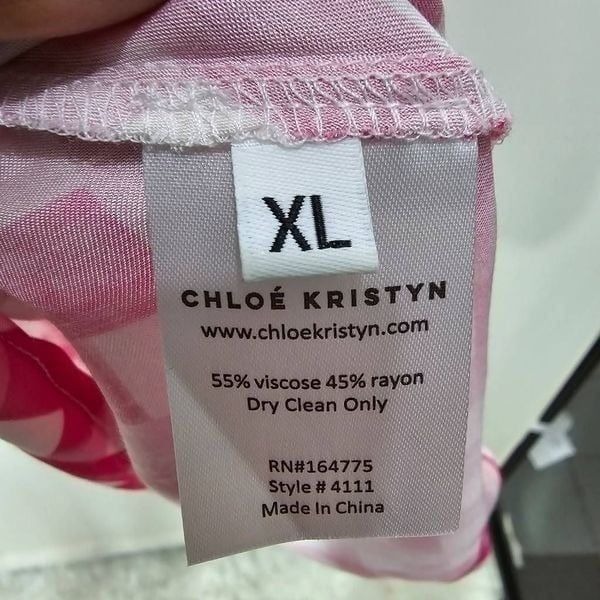 XL
CHLOÉ KRISTYN
www.chloekristyn.com
55% viscose 45% rayon
Dry Clean Only
RN#164775
Style # 4111
Made In China